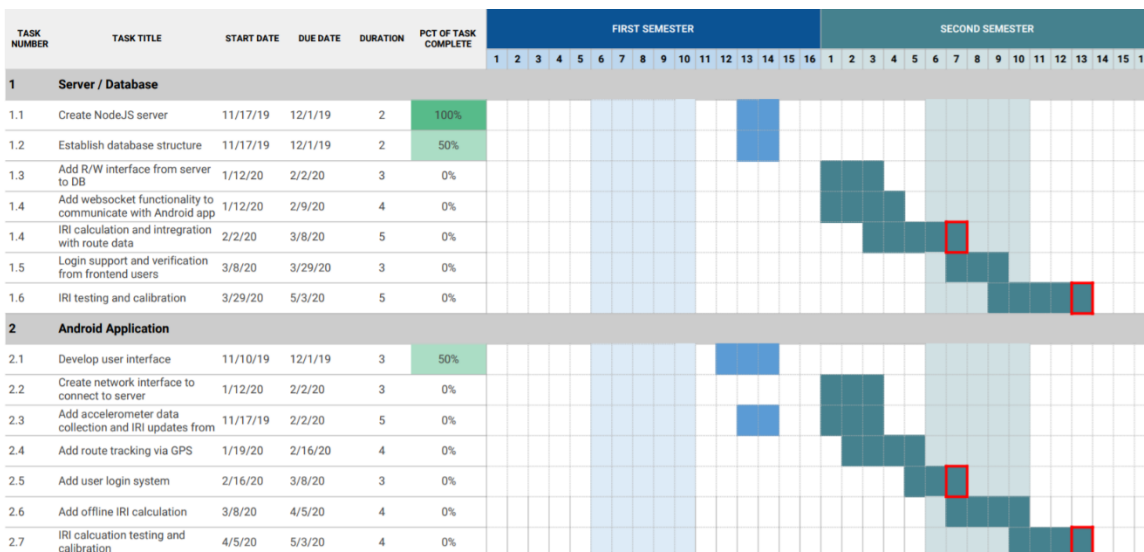 FIRST SEMESTER SECOND SEMESTER
TASK NUMBER TASK TITLE START DATE DUE DATE DURATION PCT OF TASK COMPLETE
1 2 3 4 5 6 7 8 9 10 11 12 13 14 15 16 1 2 3 4 5 6 7 8 9 10 11 12 13 14 15
1 Server / Database
1.1 Create NodeJS server 11/17/19 12/1/19 2 100%
1.2 Establish database structure 11/17/19 12/1/19 2 50%
1.3 Add R/W interface from server to DB 1/12/20 2/2/20 3 0%
1.4 Add websocket functionality to communicate with Android app 1/12/20 2/9/20 4 0%
1.4 IRI calculation and intregration with route data 2/2/20 3/8/20 5 0%
1.5 Login support and verification from frontend users 3/8/20 3/29/20 3 0%
1.6 IRI testing and calibration 3/29/20 5/3/20 5 0%
2 Android Application
2.1 Develop user interface 11/10/19 12/1/19 3 50%
2.2 Create network interface to connect to server 1/12/20 2/2/20 3 0%
2.3 Add accelerometer data collection and IRI updates from 11/17/19 2/2/20 5 0%
2.4 Add route tracking via GPS 1/19/20 2/16/20 4 0%
2.5 Add user login system 2/16/20 3/8/20 3 0%
2.6 Add offline IRI calculation 3/8/20 4/5/20 4 0%
2.7 IRI calcuation testing and calibration 4/5/20 5/3/20 4 0%